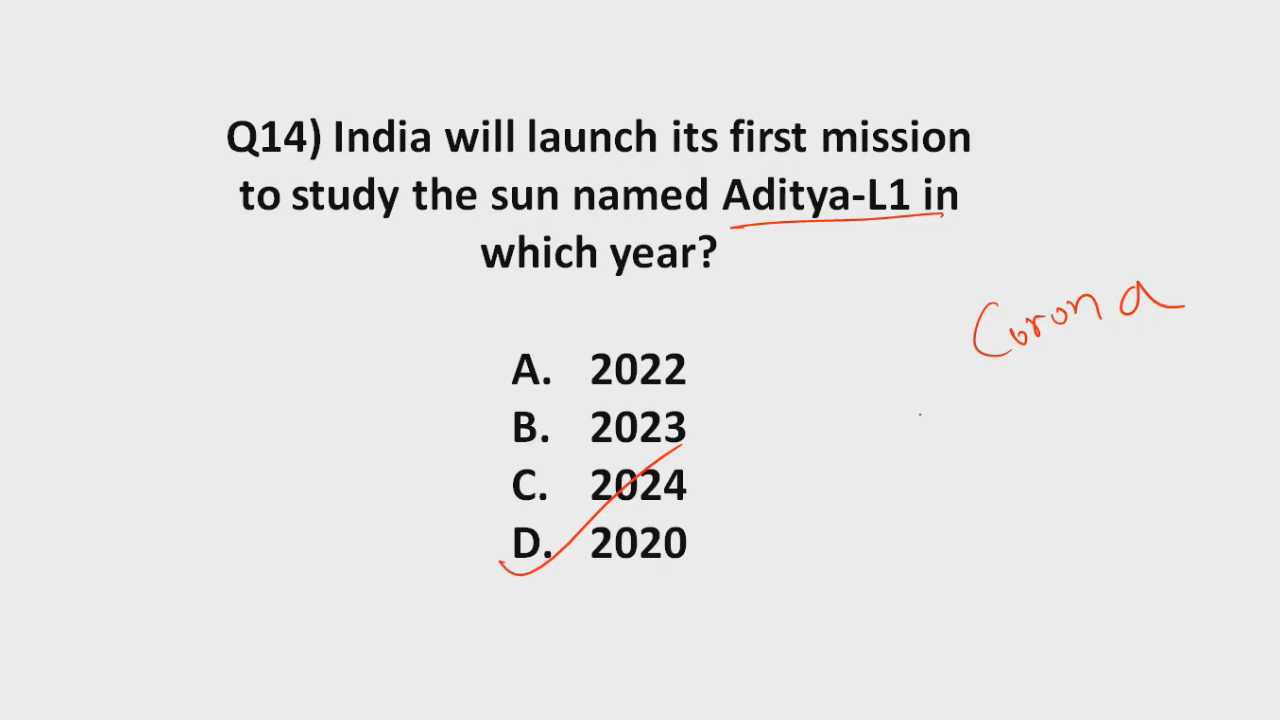 Q14) India will launch its first mission
to study the sun named Aditya-L1 in
which year?
Corona
A. 2022
B. 2023
C. 2024
D. 2020